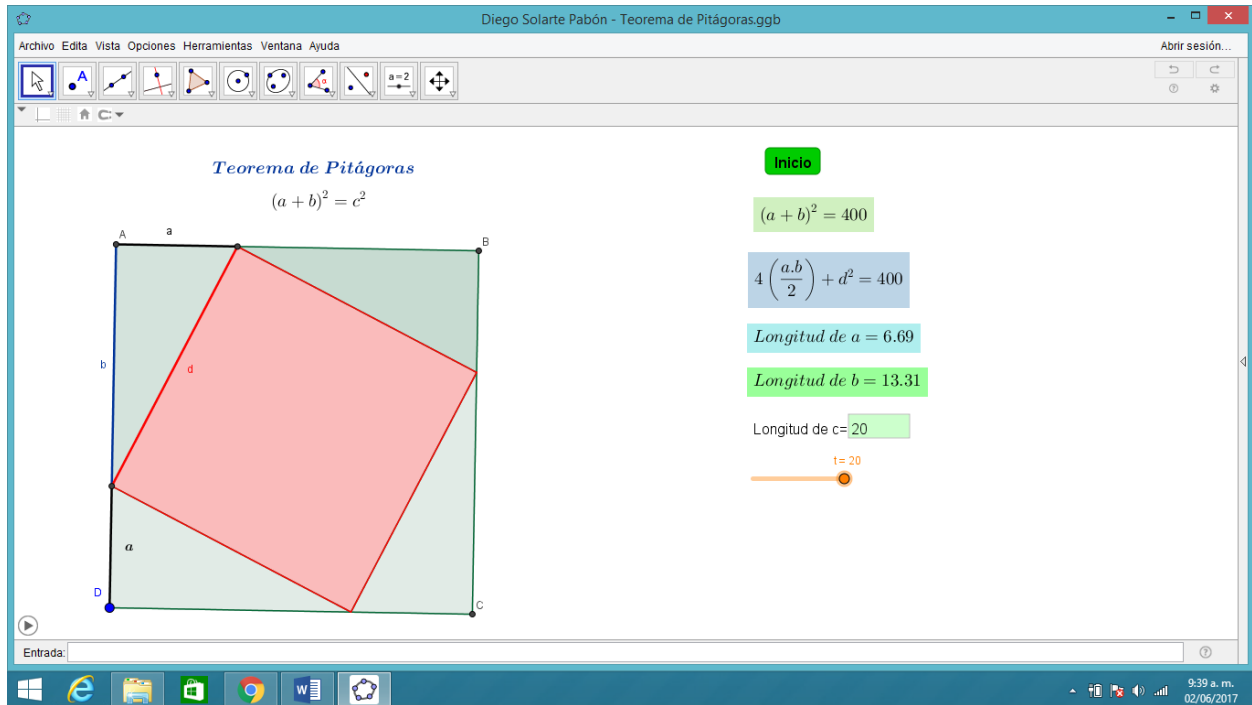 Diego Solarte Pabón - Teorema de Pitágoras.ggb
Archivo Edita Vista Opciones Herramientas Ventana Ayuda
Abrir sesión...
A
α
a=2
Teorema de Pitágoras
(a + b)² = c²
A
a
B
b
d
a
D
C
Inicio
(a + b)² = 400
4(a.b/2) + d² = 400
Longitud de a = 6.69
Longitud de b = 13.31
Longitud de c= 20
t = 20
Entrada:
9:39 a. m.
02/06/2017